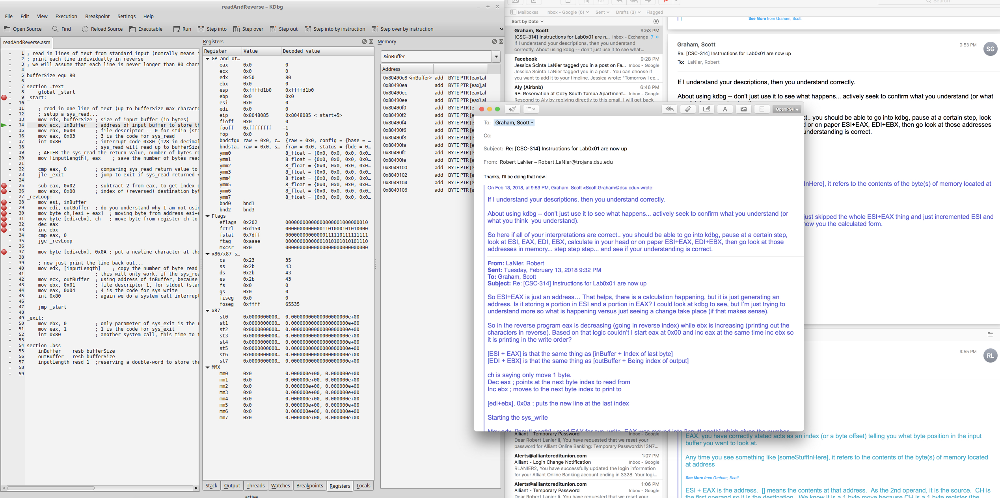 readAndReverse – KDbg
File Edit View Execution Breakpoint Settings Help
Open Source Find Reload Source Executable Run Step into Step over Step out Step into by instruction Step over by instruction »
readAndReverse.asm
1 ; read in lines of text from standard input (nomrally means
2 ; print each line individually in reverse
3 ; we will assume that each line is never longer than 80 chara
4
5 bufferSize equ 80
6
7 section .text
8 global _start
9 _start:
10
11 ; read in one line of text (up to bufferSize max characte
12 ; setup a sys_read...
13 mov edx, bufferSize ; size of input buffer (in bytes)
14 mov ecx, inBuffer ; address of input buffer to store th
15 mov ebx, 0x00 ; file descriptor -- 0 for stdin (sta
16 mov eax, 0x03 ; 3 is the code for sys_read
17 int 0x80 ; interrupt code 0x80 (128 in decimal
18 ; sys_read will read up to bufferSize
19 ; AFTER the sys_read the return value, number of bytes re
20 mov [inputLength], eax ; save the number of bytes read
21
22 cmp eax, 0 ; comparing sys_read return value to
23 jle _exit ; jump to exit if sys_read returned <
24
25 sub eax, 0x02 ; subtract 2 from eax, to get index o
26 mov ebx, 0x00 ; index of (reversed) destination byt
27 _revLoop:
28 mov esi, inBuffer
29 mov edi, outBuffer ; do you understand why I am not usin
30 mov byte ch,[esi + eax] ; moving byte from address esi+e
31 mov byte [edi+ebx], ch ; move byte from register ch to
32 dec eax
33 inc ebx
34 cmp eax, 0
35 jge _revLoop
36
37 mov byte [edi+ebx], 0x0A ; put a newline character at the
38
39 ; now just print the line back out...
40 mov edx, [inputLength] ; copy the number of byte read
41 ; this will only work, if the sys_rea
42 mov ecx, outBuffer ; using address of inBuffer, because
43 mov ebx, 0x01 ; file descriptor 1, for stdout (stan
44 mov eax, 0x04 ; 4 is the code for sys_write
45 int 0x80 ; again we do a system call interrupt
46
47 jmp _start
48
49 _exit:
50 mov ebx, 0 ; only parameter of sys_exit is the
51 mov eax, 1 ; 1 is the code for sys_exit
52 int 0x80 ; another system call, this time to t
53
54 section .bss
55 inBuffer resb bufferSize
56 outBuffer resb bufferSize
57 inputLength resd 1 ;reserving a double-word to store the
58
59
Registers
Register Value Decoded value
GP and ot...
eax 0x0 0
ecx 0x0 0
edx 0x50 80
ebx 0x0 0
esp 0xffffd1b0 0xffffd1b0
ebp 0x0 0x0
esi 0x0 0
edi 0x0 0
eip 0x8048085 0x8048085 <_start+5>
fioff 0x0 0
fooff 0xffffffff -1
fop 0x0 0
bndcfgu raw = 0x0, c... {raw = 0x0, config = {base = ...
bndsta... raw = 0x0, s... {raw = 0x0, status = {bde = 0...
ymm0 8_float = {0x0, 0x0, 0x0, 0x0...
ymm1 8_float = {0x0, 0x0, 0x0, 0x0...
ymm2 8_float = {0x0, 0x0, 0x0, 0x0...
ymm3 8_float = {0x0, 0x0, 0x0, 0x0...
ymm4 8_float = {0x0, 0x0, 0x0, 0x0...
ymm5 8_float = {0x0, 0x0, 0x0, 0x0...
ymm6 8_float = {0x0, 0x0, 0x0, 0x0...
ymm7 8_float = {0x0, 0x0, 0x0, 0x0...
bnd0 bnd1
bnd2 bnd3
Flags
eflags 0x202 0000000000000000001000000010
fctrl 0xd150 0000000000001101000101010000
fstat 0x7dff 0000000000000111110111111111
ftag 0xaaae 0000000000001010101010101110
mxcsr 0x0 0000000000000000000000000000
x86/x87 s...
cs 0x23 35
ss 0x2b 43
ds 0x2b 43
es 0x2b 43
fs 0x0 0
gs 0x0 0
fiseg 0x0 0
foseg 0xffff 65535
x87
st0 0x0000000000... 0.00000000000000000000e+00
st1 0x0000000000... 0.00000000000000000000e+00
st2 0x0000000000... 0.00000000000000000000e+00
st3 0x0000000000... 0.00000000000000000000e+00
st4 0x0000000000... 0.00000000000000000000e+00
st5 0x0000000000... 0.00000000000000000000e+00
st6 0x0000000000... 0.00000000000000000000e+00
st7 0x0000000000... 0.00000000000000000000e+00
MMX
mm0 0x0 0.000000e+00, 0.000000e+00
mm1 0x0 0.000000e+00, 0.000000e+00
mm2 0x0 0.000000e+00, 0.000000e+00
mm3 0x0 0.000000e+00, 0.000000e+00
mm4 0x0 0.000000e+00, 0.000000e+00
mm5 0x0 0.000000e+00, 0.000000e+00
mm6 0x0 0.000000e+00, 0.000000e+00
mm7 0x0 0.000000e+00, 0.000000e+00
Stack Output Threads Watches Breakpoints Registers Locals
active
Memory
&inBuffer
Address
0x80490e8 <inBuffer> add BYTE PTR [eax],al
0x80490ea add BYTE PTR [eax],al
0x80490ec add BYTE PTR [eax],al
0x80490ee add BYTE PTR [eax],al
0x80490f0 add BYTE PTR [e
0x80490f2 add BYTE PTR [e
0x80490f4 add BYTE PTR [e
0x80490f6 add BYTE PTR [e
0x80490f8 add BYTE PTR [e
0x80490fa add BYTE PTR [e
0x80490fc add BYTE PTR [e
0x80490fe add BYTE PTR [e
0x8049100 add BYTE PTR [e
0x8049102 add BYTE PTR [e
0x8049104 add BYTE PTR [e
0x8049106 add BYTE PTR [e
Search
Mailboxes Inbox - Google (6) Sent Drafts (3) Flagged
Sort by Date
Graham, Scott 9:53 PM
[CSC-314] Instructions for Lab0x01 are n... Inbox - Exchange 7 »
If I understand your descriptions, then you understand
correctly. About using kdbg -- don't just use it to see what...
Facebook 9:28 PM
Jessica Scinta LaNier tagged you in a post on Fa... Inbox - Google
Jessica Scinta LaNier tagged you in a post . You can choose if
you want to add it to your timeline. Jessica wrote: "Tomorrow I ce...
Aly (Airbnb) 6:46 PM
RE: Reservation at Cozy South Tampa Apartment... Inbox - Google
Respond to Aly by replying directly to this email. I will get back
OpenPGP
To: Graham, Scott
Cc:
Subject: Re: [CSC-314] Instructions for Lab0x01 are now up
From: Robert LaNier – Robert.LaNier@trojans.dsu.edu
Thanks, I'll be doing that now.
On Feb 13, 2018, at 9:53 PM, Graham, Scott <Scott.Graham@dsu.edu> wrote:
If I understand your descriptions, then you understand correctly.
About using kdbg -- don't just use it to see what happens... actively seek to confirm what you understand (or
what you think you understand).
So here if all of your interpretations are correct.. you should be able to go into kdbg, pause at a certain step,
look at ESI, EAX, EDI, EBX, calculate in your head or on paper ESI+EAX, EDI+EBX, then go look at those
addresses in memory... step step step... and see if your understanding is correct.
From: LaNier, Robert
Sent: Tuesday, February 13, 2018 9:32 PM
To: Graham, Scott
Subject: Re: [CSC-314] Instructions for Lab0x01 are now up
So ESI+EAX is just an address… That helps, there is a calculation happening, but it is just generating an
address. Is it storing a portion in ESI and a portion in EAX? I could look at kdbg to see, but I'm just trying to
understand more so what is happening versus just seeing a change take place (if that makes sense).
So in the reverse program eax is decreasing (going in reverse index) while ebx is increasing (printing out the
characters in reverse). Based on that logic couldn't I start eax at 0x00 and inc eax at the same time inc ebx so
it is printing in the write order?
[ESI + EAX] is that the same thing as [inBuffer + Index of last byte]
[EDI + EBX] is that the same thing as [outBuffer + Being index of output]
ch is saying only move 1 byte.
Dec eax ; points at the next byte index to read from
Inc ebx ; moves to the next byte index to print to
[edi+ebx], 0x0a ; puts the new line at the last index
Starting the sys_write
Mov edx, [inputLength] ; read EAX for sys_write. EAX was moved into [inputLength] which gives the number
Alliant - Temporary Password Inbox - Google
Dear Robert Lanier Ii, You have requested that we reset your
password for Alliant Online Banking: Temporary Password:N13N7...
Alerts@alliantcreditunion.com 1:07 PM
Alliant - Login Change Notification Inbox - Google
RLANIER2, You have successfully updated the login information
for your Alliant Online Banking account ending in 3328. Your logi...
Alerts@alliantcreditunion.com 1:06 PM
Alliant - Temporary Password Inbox - Google
Dear Robert Lanier Ii, You have requested that we reset your
See More from Graham, Scott
Graham, Scott 9:53 PM SG
Re: [CSC-314] Instructions for Lab0x01 are now up
To: LaNier, Robert
If I understand your descriptions, then you understand correctly.
About using kdbg -- don't just use it to see what happens... actively seek to confirm what you understand (or what
ct.. you should be able to go into kdbg, pause at a certain step, look
d or on paper ESI+EAX, EDI+EBX, then go look at those addresses
understanding is correct.
InHere], it refers to the contents of the byte(s) of memory located at
just skipped the whole ESI+EAX thing and just incremented ESI and
how you the calculated form.
9:55 PM RL
EAX, you have correctly stated acts as an index (or a byte offset) telling you what byte position in the input
buffer you want to look at.
Any time you see something like [someStuffInHere], it refers to the contents of the byte(s) of memory located
at address
See More from Graham, Scott
ESI + EAX is the address. [] means the contents at that address. As the 2nd operand, it is the source. CH is
the first operand so it is the destination. We know it is a 1 byte move because CH is a 1 byte register (the